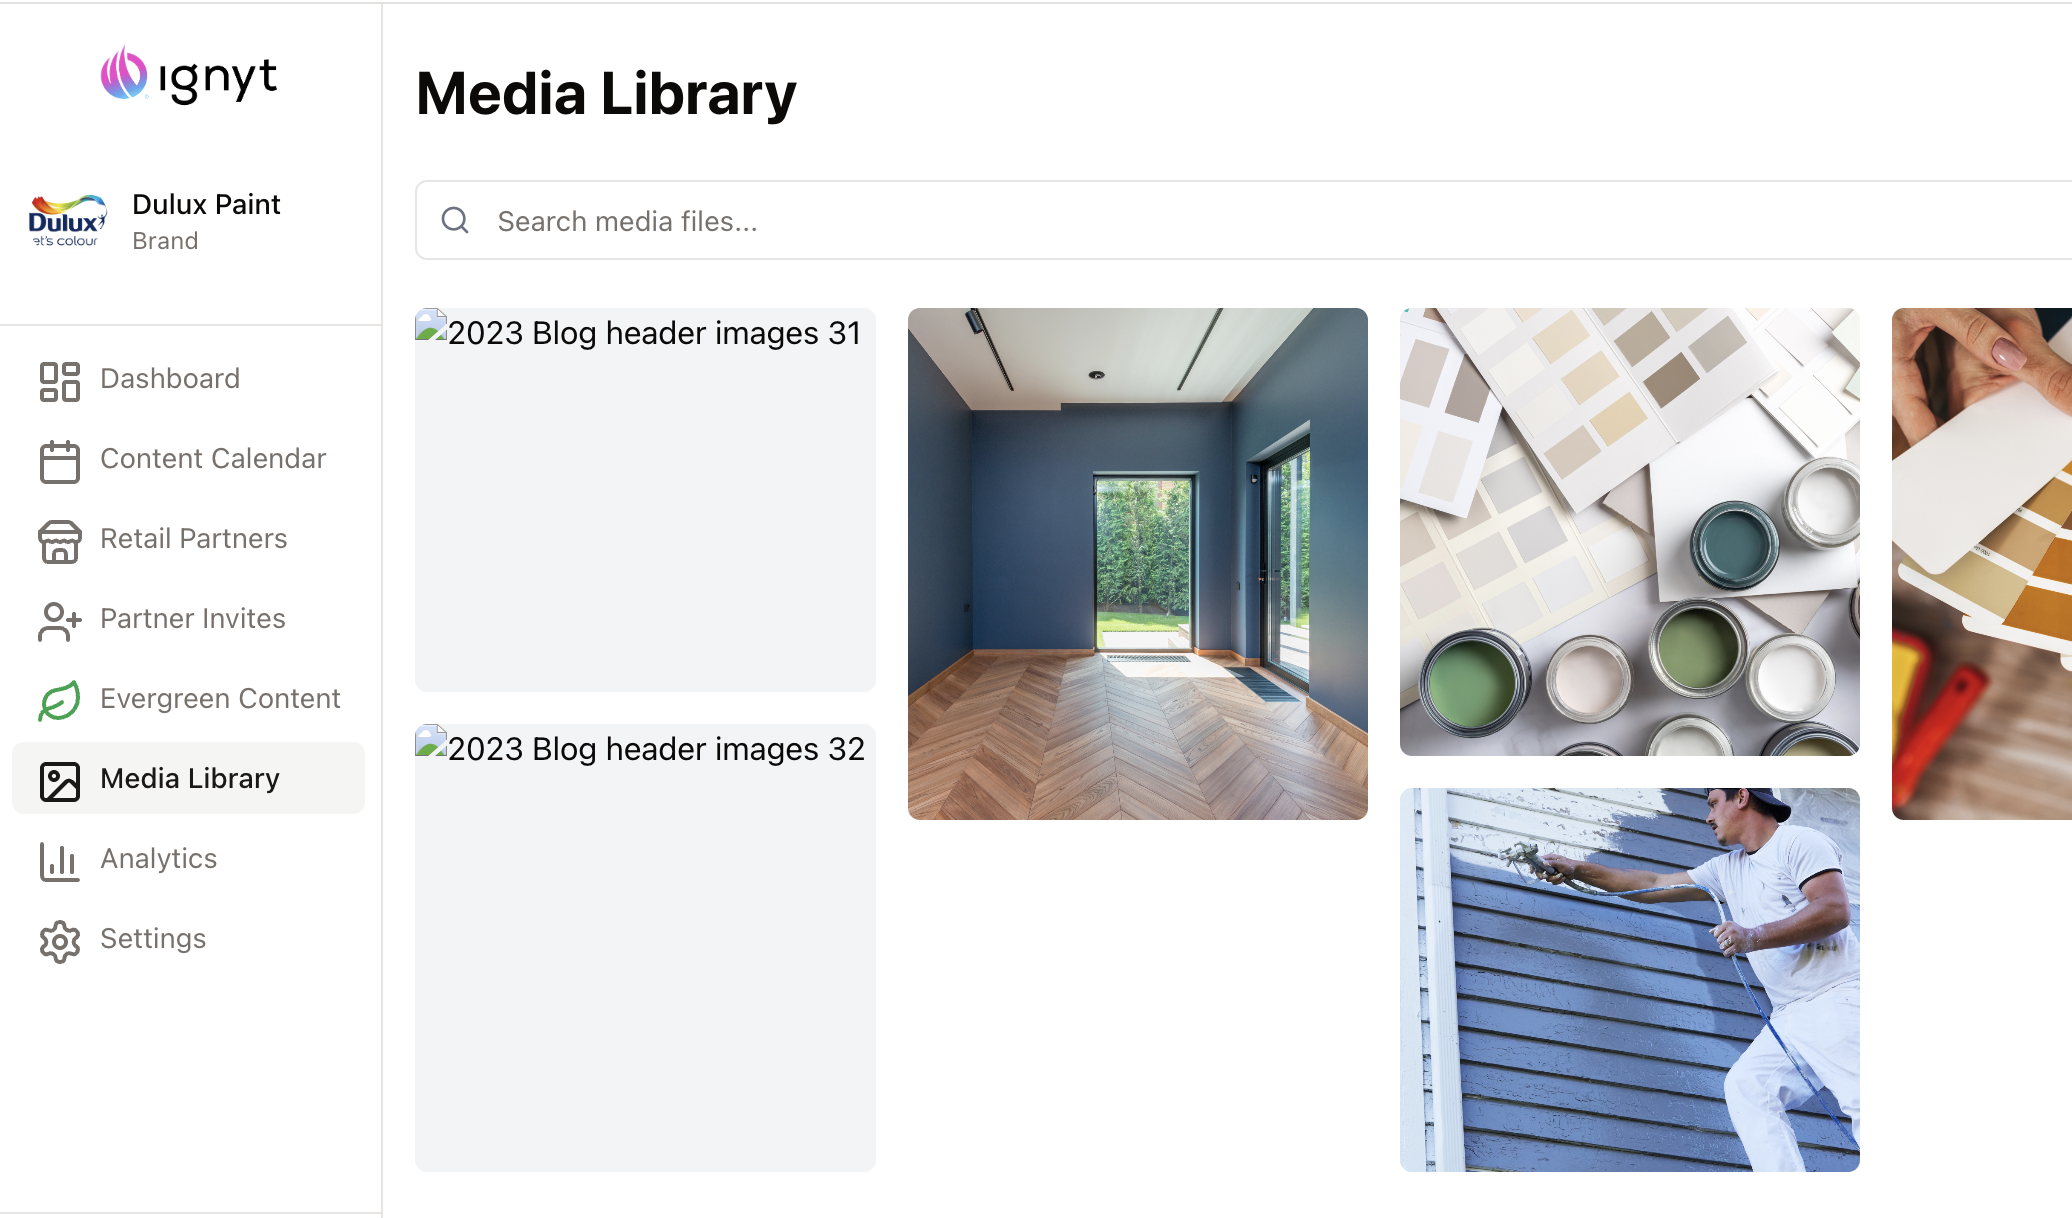 ignyt
Media Library
Search media files...
Dulux
et's colour
Dulux Paint
Brand
Dashboard
Content Calendar
Retail Partners
Partner Invites
Evergreen Content
Media Library
Analytics
Settings
2023 Blog header images 31
2023 Blog header images 32